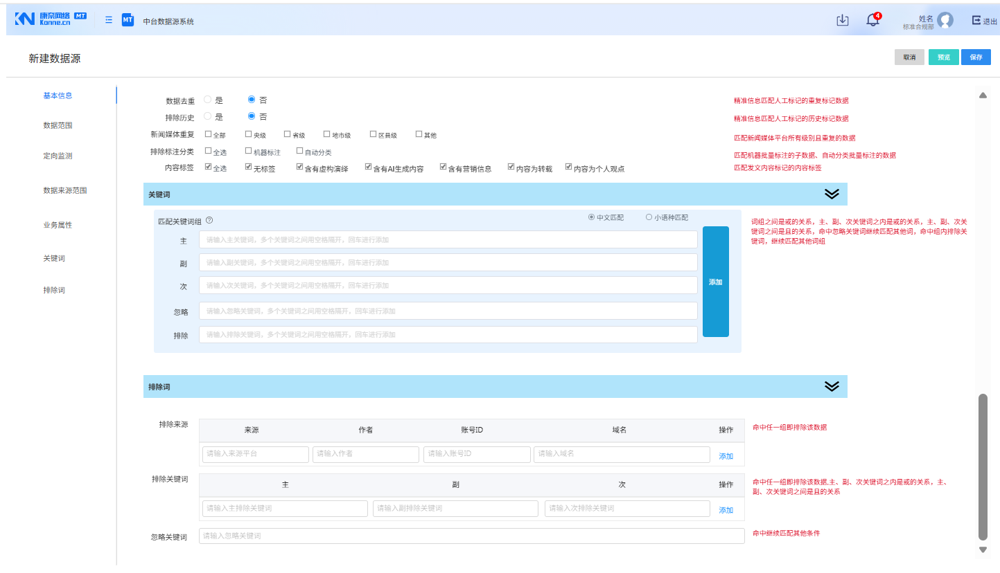 康奈网络 MT
Konne.cn
MT 中台数据源系统
4
姓名
标准合规部
退出
新建数据源
取消 预览 保存
基本信息
数据范围
定向监测
数据来源范围
业务属性
关键词
排除词
数据去重 是 否 精准信息匹配人工标记的重复标记数据
排除历史 是 否 精准信息匹配人工标记的历史标记数据
新闻媒体重复 全部 央级 省级 地市级 区县级 其他 匹配新闻媒体平台所有级别且重复的数据
排除标注分类 全选 机器标注 自动分类 匹配机器批量标注的子数据、自动分类批量标注的数据
内容标签 全选 无标签 含有虚构演绎 含有AI生成内容 含有营销信息 内容为转载 内容为个人观点 匹配发文内容标记的内容标签
关键词
匹配关键词组 ? 中文匹配 小语种匹配
词组之间是或的关系，主、副、次关键词之内是或的关系，主、副、次关
键词之间是且的关系，命中忽略关键词继续匹配其他词，命中组内排除关
键词，继续匹配其他词组
主 请输入主关键词，多个关键词之间用空格隔开，回车进行添加
副 请输入副关键词，多个关键词之间用空格隔开，回车进行添加
次 请输入次关键词，多个关键词之间用空格隔开，回车进行添加
添加
忽略 请输入忽略关键词，多个关键词之间用空格隔开，回车进行添加
排除 请输入排除关键词，多个关键词之间用空格隔开，回车进行添加
排除词
排除来源 来源 作者 账号ID 域名 操作 命中任一组即排除该数据
请输入来源平台 请输入作者 请输入账号ID 请输入域名 添加
排除关键词 主 副 次 操作
命中任一组即排除该数据,主、副、次关键词之内是或的关系，主、
副、次关键词之间是且的关系
请输入主排除关键词 请输入副排除关键词 请输入次排除关键词 添加
忽略关键词 请输入忽略关键词 命中继续匹配其他条件